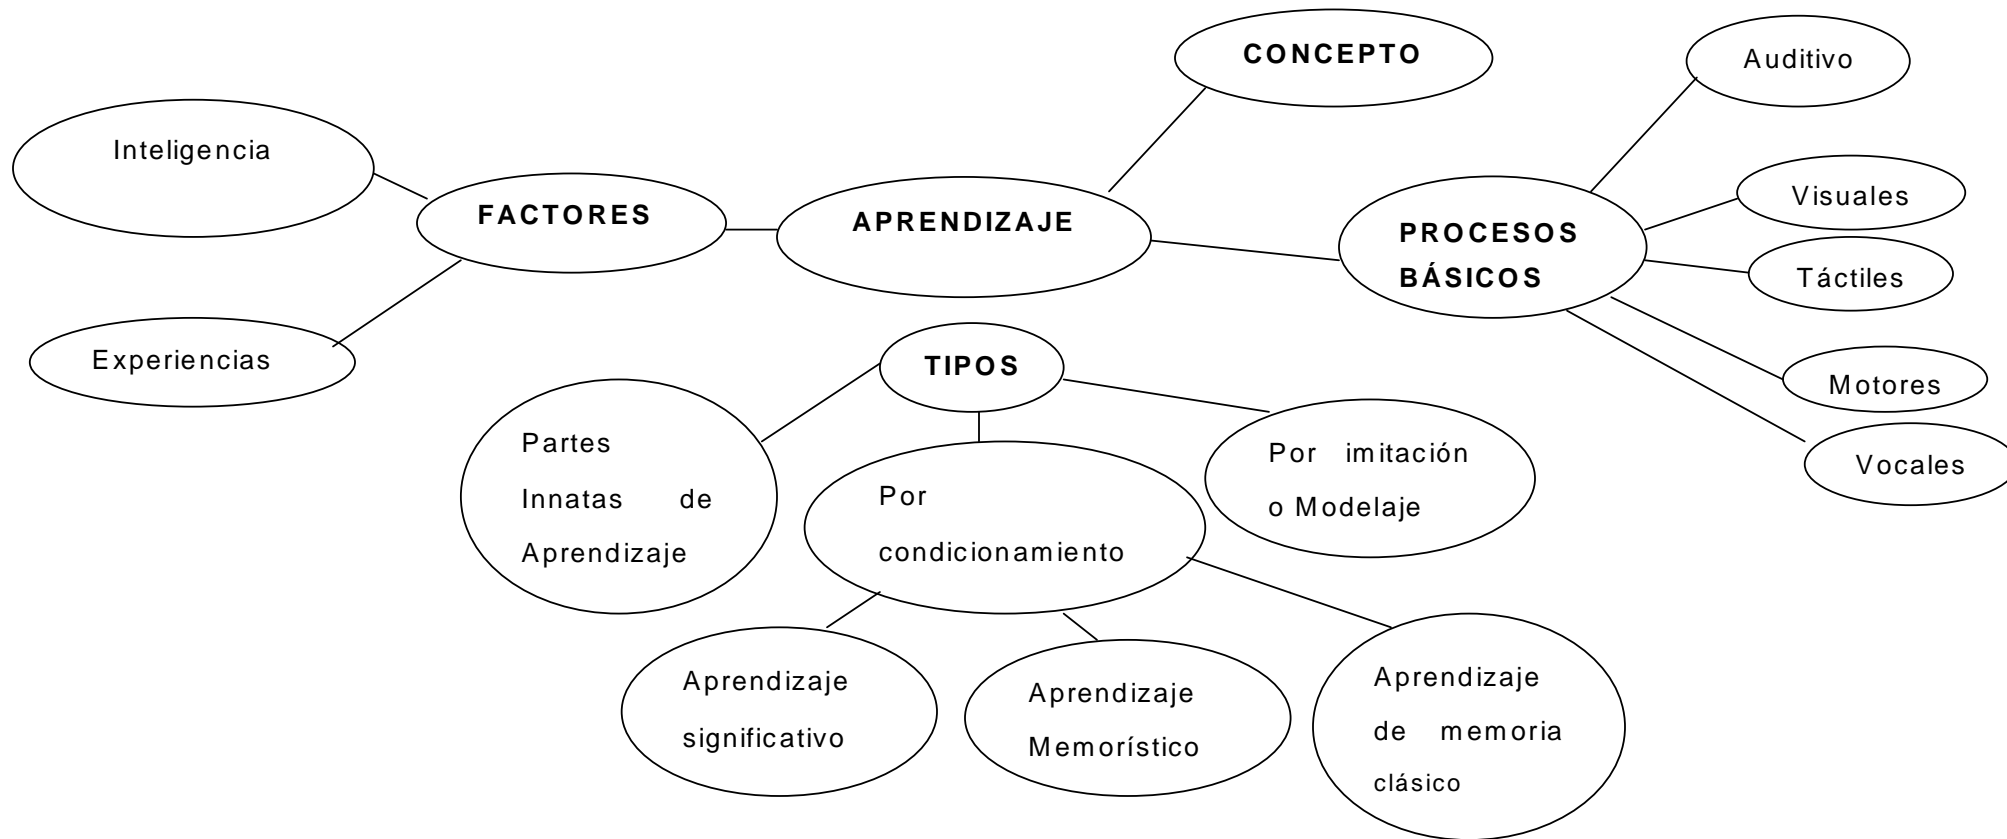 CONCEPTO
Auditivo
Inteligencia
Visuales
FACTORES
APRENDIZAJE
PROCESOS
BÁSICOS
Táctiles
Experiencias
TIPOS
Motores
Partes
Innatas de
Aprendizaje
Por
condicionamiento
Por imitación
o Modelaje
Vocales
Aprendizaje
significativo
Aprendizaje
Memorístico
Aprendizaje
de memoria
clásico